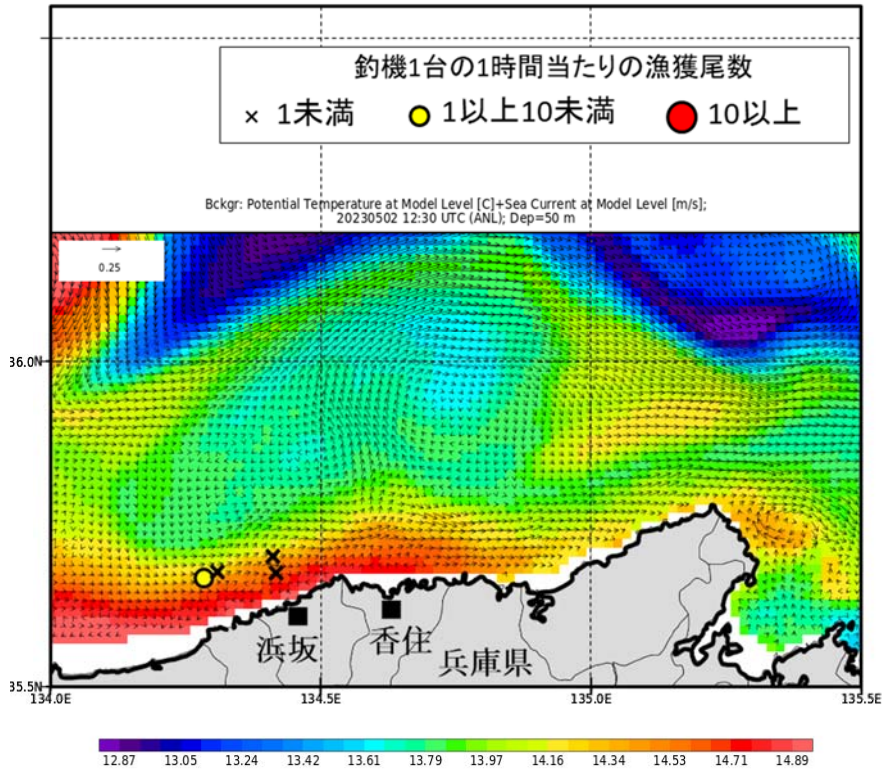 釣機1台の1時間当たりの漁獲尾数
× 1未満 1以上10未満 10以上
Bckgr: Potential Temperature at Model Level [C]+Sea Current at Model Level [m/s];
20230502 12:30 UTC (ANL); Dep=50 m
0.25
36.0N
浜坂 香住 兵庫県
35.5N
134.0E 134.5E 135.0E 135.5E
12.87 13.05 13.24 13.42 13.61 13.79 13.97 14.16 14.34 14.53 14.71 14.89